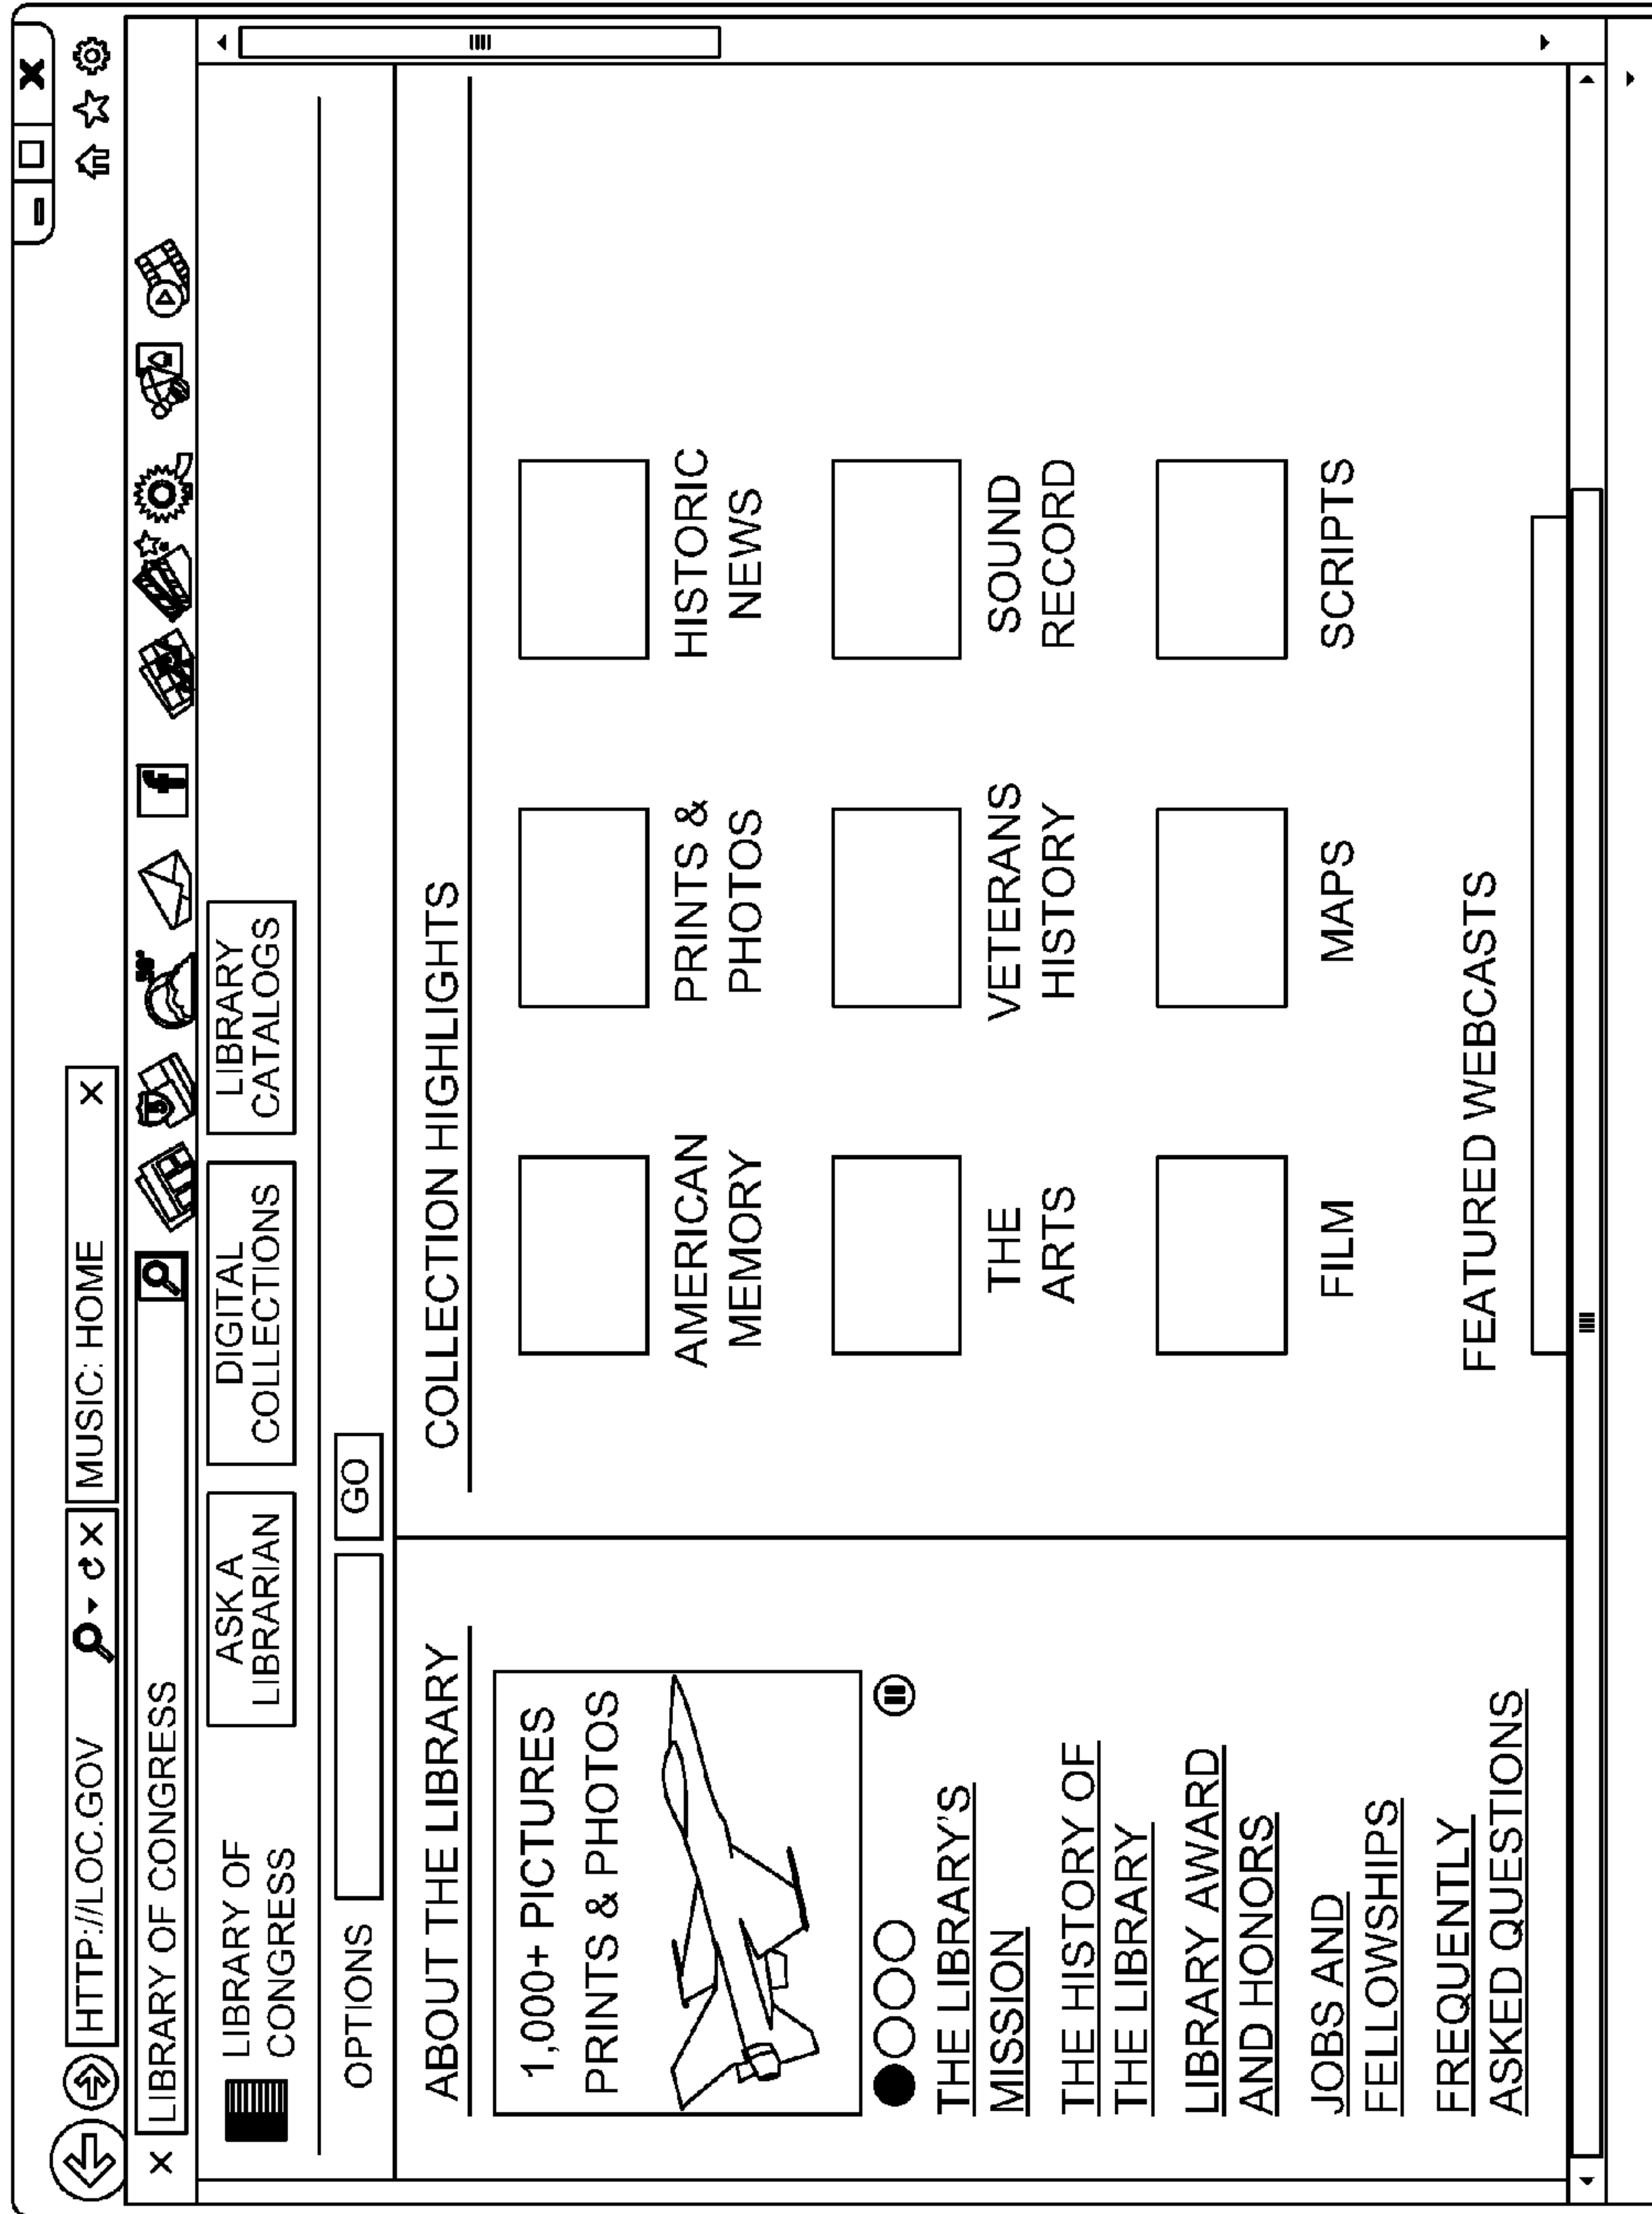 HTTP://LOC.GOV
MUSIC: HOME X
X LIBRARY OF CONGRESS
f
LIBRARY OF
CONGRESS
ASK A
LIBRARIAN
DIGITAL
COLLECTIONS
LIBRARY
CATALOGS
OPTIONS
GO
ABOUT THE LIBRARY
1,000+ PICTURES
PRINTS & PHOTOS
THE LIBRARY'S
MISSION
THE HISTORY OF
THE LIBRARY
LIBRARY AWARD
AND HONORS
JOBS AND
FELLOWSHIPS
FREQUENTLY
ASKED QUESTIONS
COLLECTION HIGHLIGHTS
AMERICAN
MEMORY
PRINTS &
PHOTOS
HISTORIC
NEWS
THE
ARTS
VETERANS
HISTORY
SOUND
RECORD
FILM
MAPS
SCRIPTS
FEATURED WEBCASTS